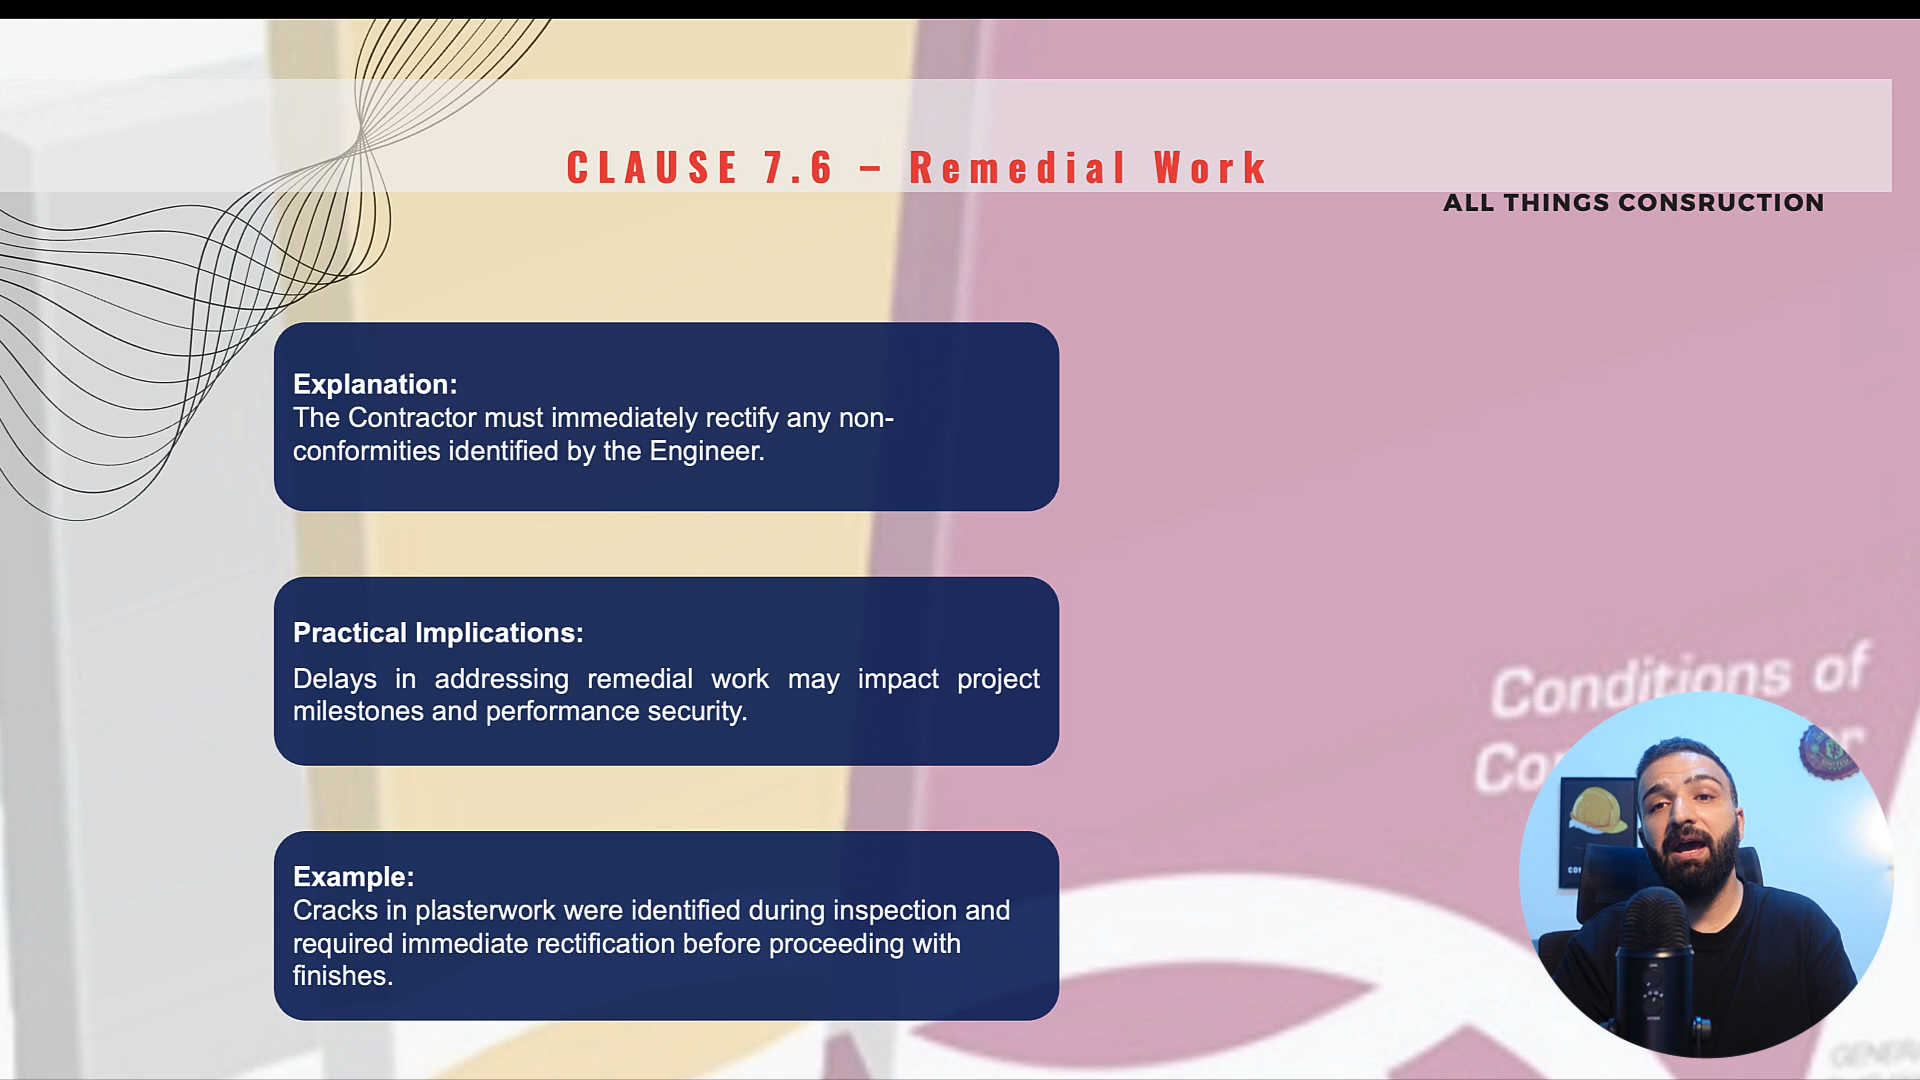 CLAUSE 7.6 – Remedial Work
ALL THINGS CONSRUCTION
Explanation:
The Contractor must immediately rectify any non-
conformities identified by the Engineer.
Practical Implications:
Delays in addressing remedial work may impact project
milestones and performance security.
Example:
Cracks in plasterwork were identified during inspection and
required immediate rectification before proceeding with
finishes.
Conditions of
UNITED